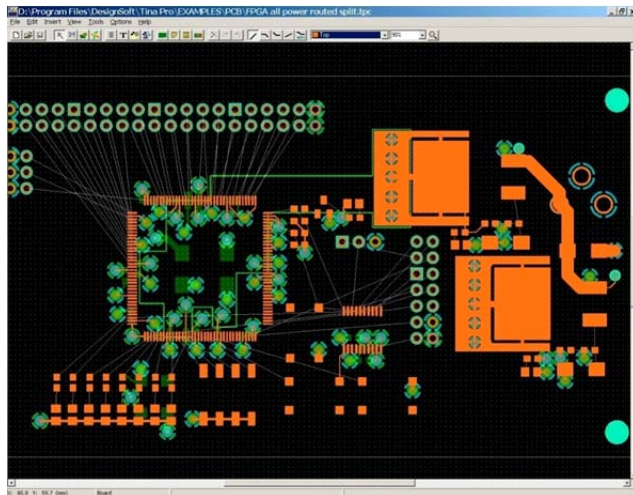 D:\Program Files\DesignSoft\Tina Pro\EXAMPLES\PCB\FPGA all power routed split.tpx
File Edit Insert View Tools Options Help
Top
Board